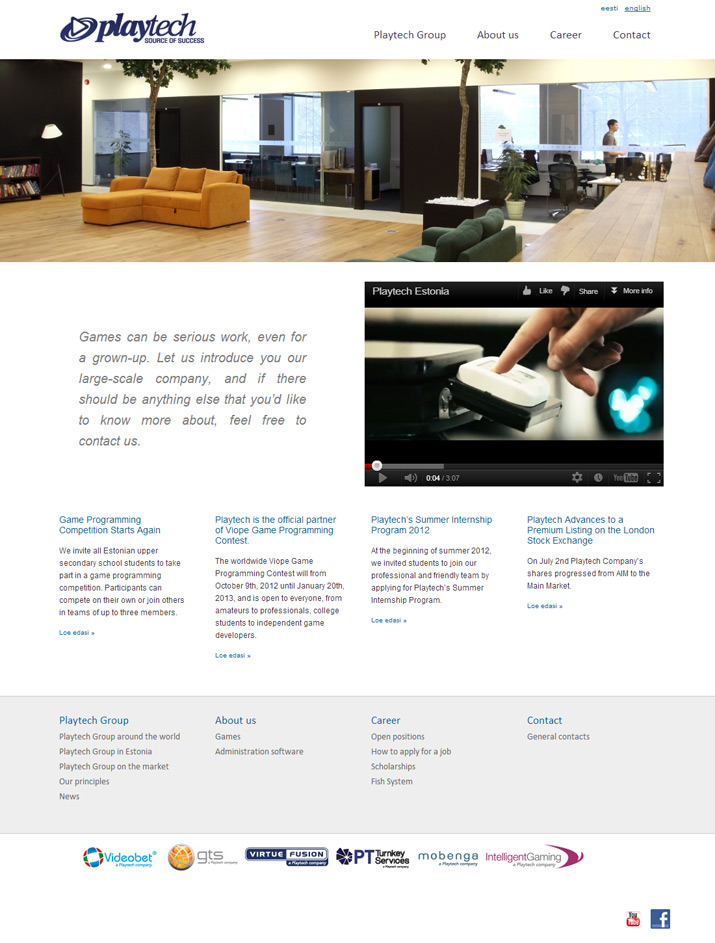 eesti english
playtech
SOURCE OF SUCCESS
Playtech Group About us Career Contact
Playtech Estonia Like Share More info
Games can be serious work, even for
a grown-up. Let us introduce you our
large-scale company, and if there
should be anything else that you'd like
to know more about, feel free to
contact us.
0:04 / 3:07 YouTube
Game Programming
Competition Starts Again
We invite all Estonian upper
secondary school students to take
part in a game programming
competition. Participants can
compete on their own or join others
in teams of up to three members.
Loe edasi »
Playtech is the official partner
of Viope Game Programming
Contest.
The worldwide Viope Game
Programming Contest will from
October 9th, 2012 until January 20th,
2013, and is open to everyone, from
amateurs to professionals, college
students to independent game
developers.
Loe edasi »
Playtech's Summer Internship
Program 2012
At the beginning of summer 2012,
we invited students to join our
professional and friendly team by
applying for Playtech's Summer
Internship Program.
Loe edasi »
Playtech Advances to a
Premium Listing on the London
Stock Exchange
On July 2nd Playtech Company's
shares progressed from AIM to the
Main Market.
Loe edasi »
Playtech Group
Playtech Group around the world
Playtech Group in Estonia
Playtech Group on the market
Our principles
News
About us
Games
Administration software
Career
Open positions
How to apply for a job
Scholarships
Fish System
Contact
General contacts
Videobet
a Playtech company
gts
a Playtech company
VIRTUE FUSION
a Playtech company
PT Turnkey
Services
a Playtech company
mobenga
a Playtech company
IntelligentGaming
a Playtech company
You Tube f